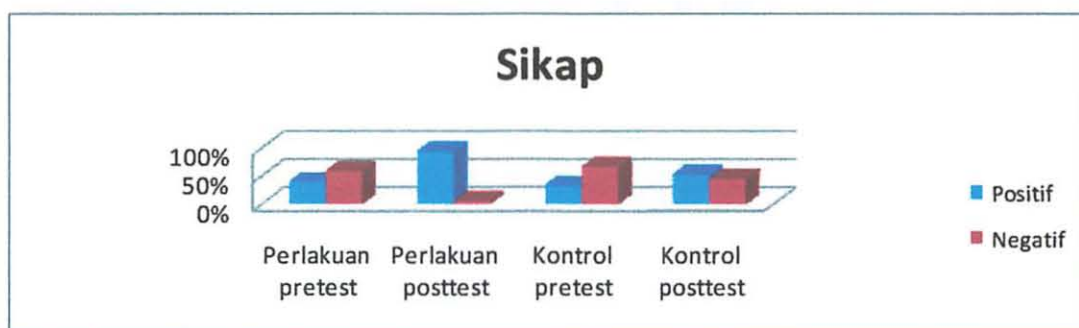 Sikap
100%
50%
0%
Perlakuan pretest
Perlakuan posttest
Kontrol pretest
Kontrol posttest
Positif
Negatif